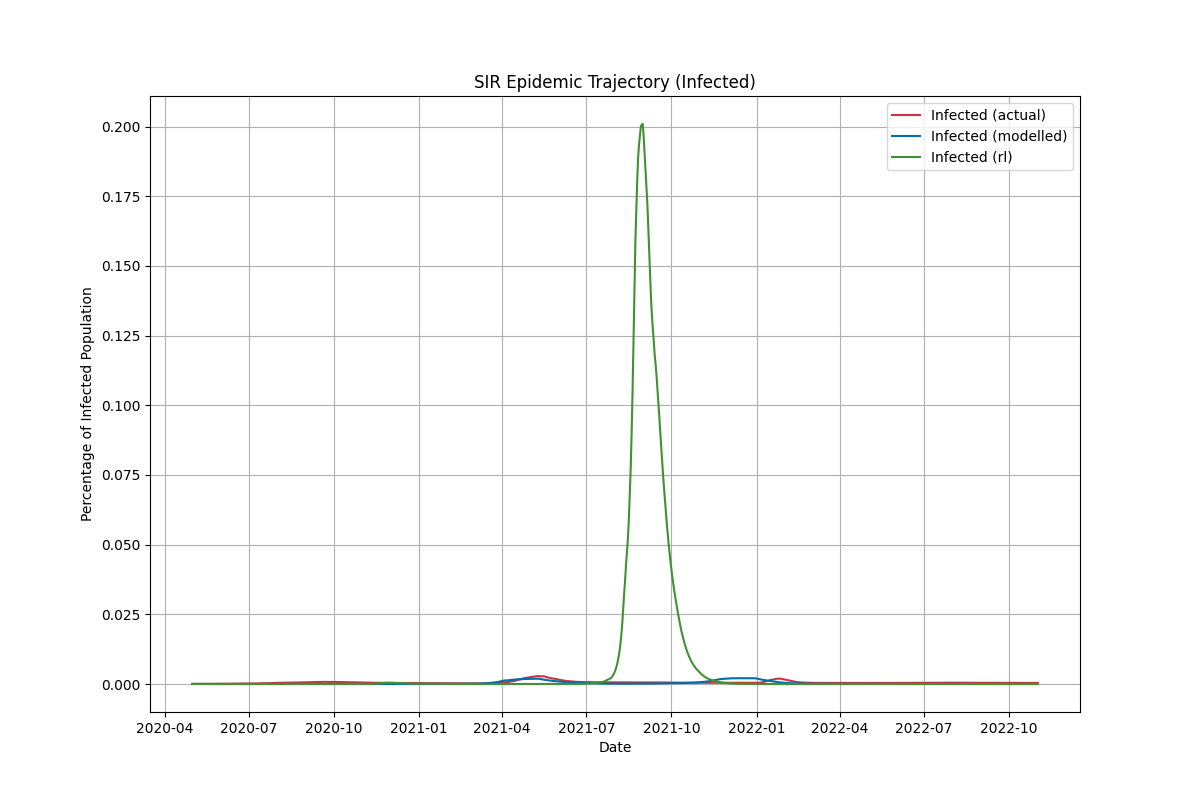 SIR Epidemic Trajectory (Infected)
Infected (actual)
Infected (modelled)
Infected (rl)
Percentage of Infected Population
0.200
0.175
0.150
0.125
0.100
0.075
0.050
0.025
0.000
2020-04 2020-07 2020-10 2021-01 2021-04 2021-07 2021-10 2022-01 2022-04 2022-07 2022-10
Date